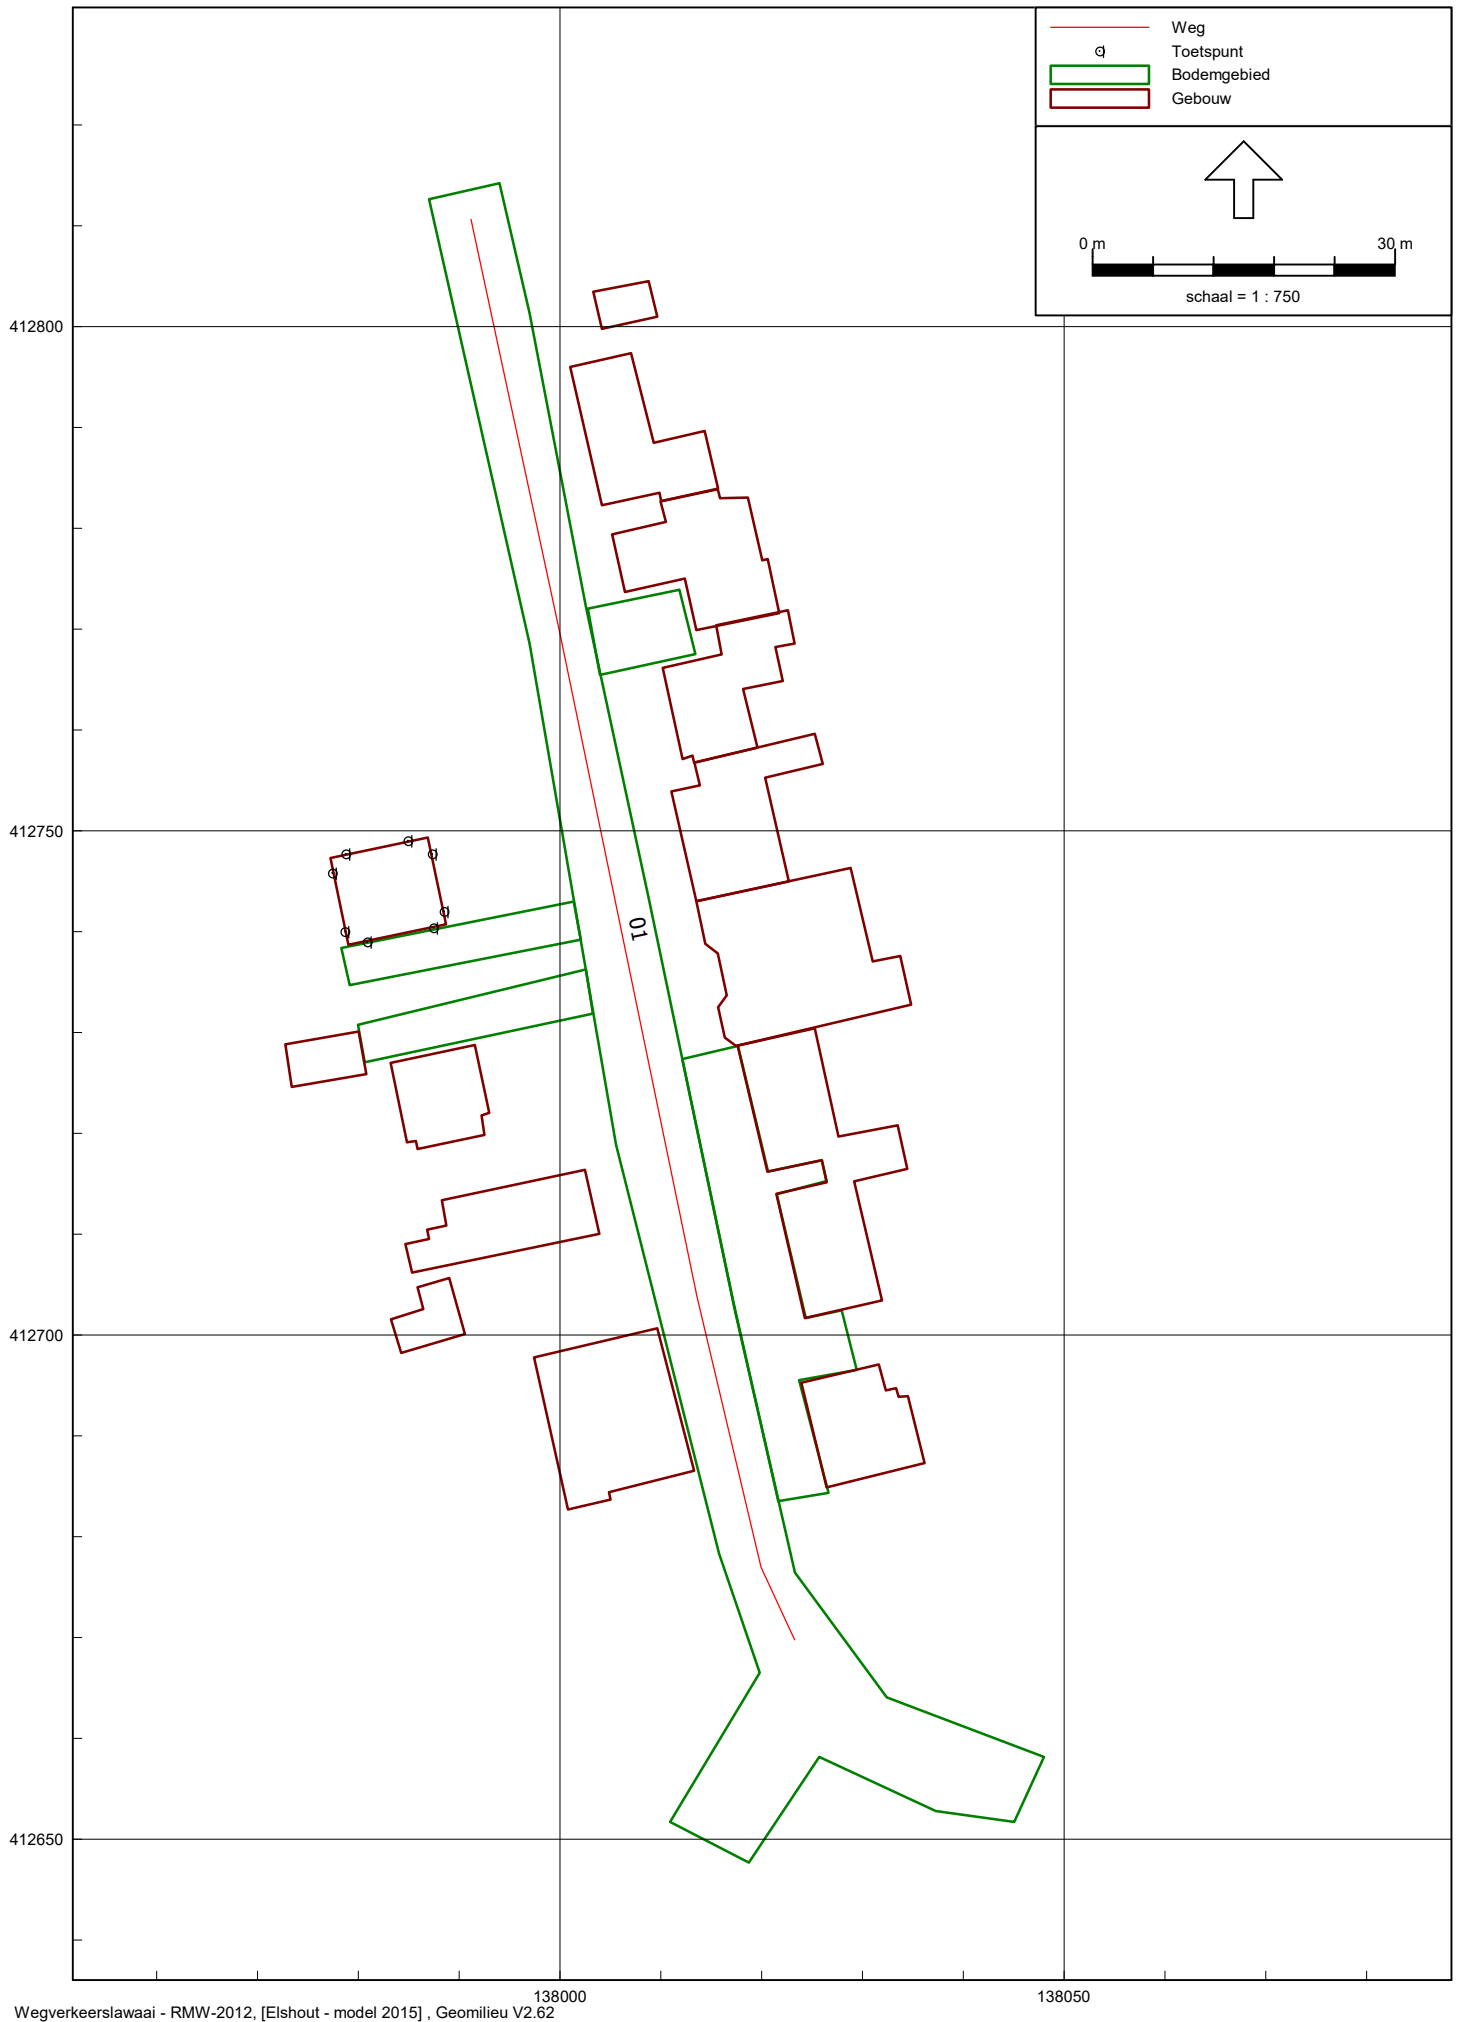 Weg
Toetspunt
Bodemgebied
Gebouw
0 m 30 m
schaal = 1 : 750
412800
412750
01
412700
412650
138000 138050
Wegverkeerslawaai - RMW-2012, [Elshout - model 2015] , Geomilieu V2.62